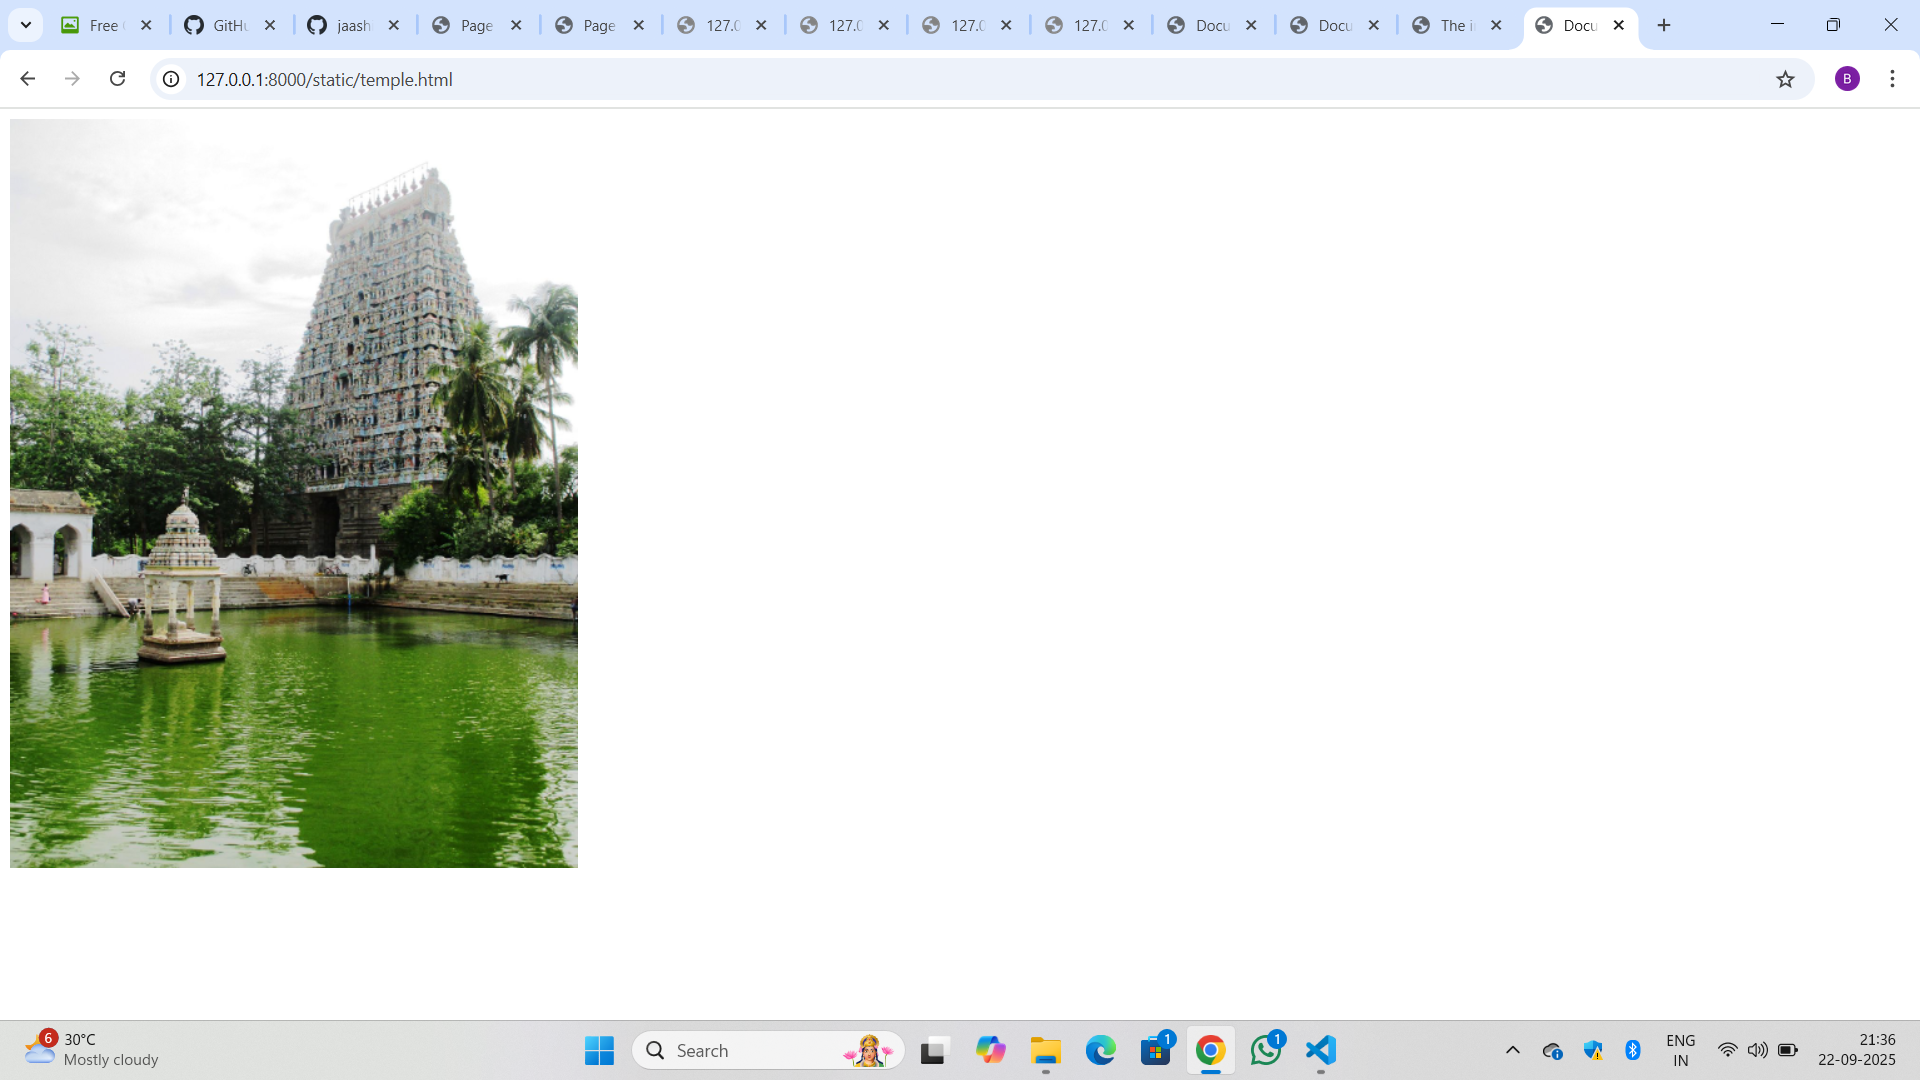 Free
GitHu
jaash
Page
Page
127.0
127.0
127.0
127.0
Docu
Docu
The i
Docu
127.0.0.1:8000/static/temple.html
B
6
30°C
Mostly cloudy
Search
1
1
ENG
IN
21:36
22-09-2025